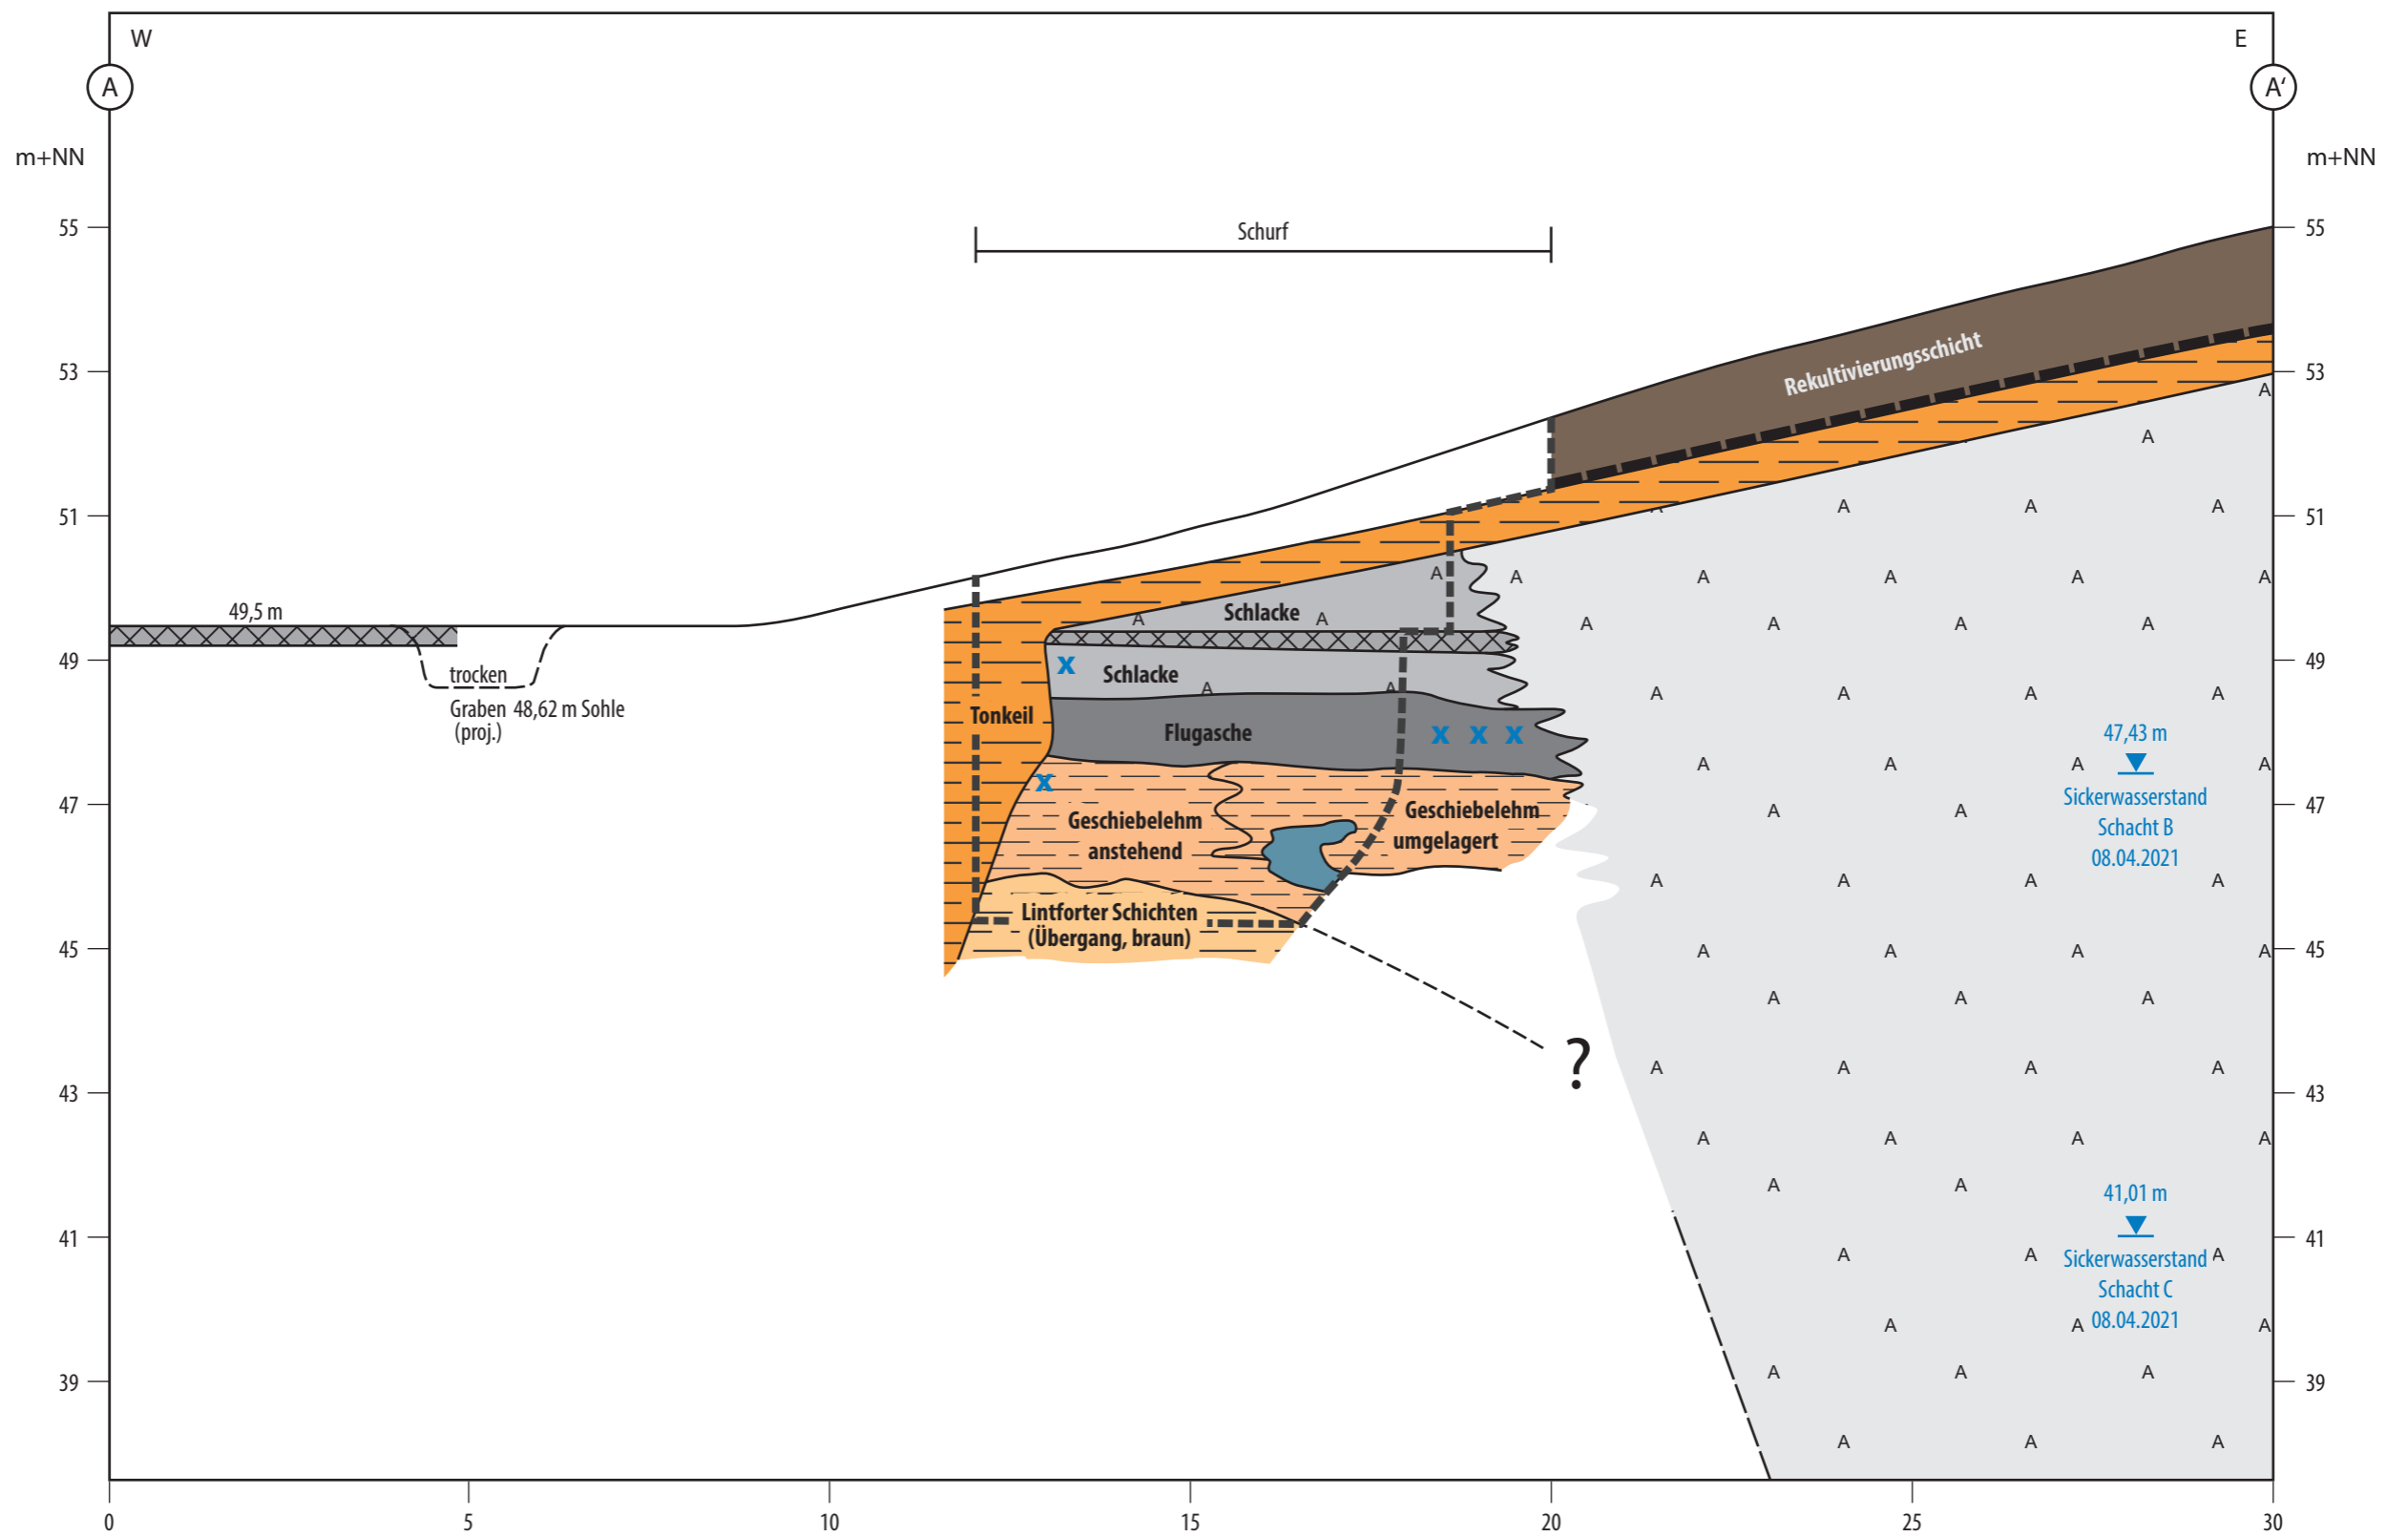 W
E
A
A‘
m+NN
m+NN
55
55
Schurf
53
53
Rekultivierungsschicht
51
51
49,5 m
Schlacke
49
49
trocken
Graben 48,62 m Sohle
(proj.)
Schlacke
X
Tonkeil
Flugasche
X X X
47,43 m
X
47
47
Sickerwasserstand
Schacht B
08.04.2021
Geschiebelehm
anstehend
Geschiebelehm
umgelagert
Lintforter Schichten
(Übergang, braun)
45
45
?
43
43
41,01 m
41
41
Sickerwasserstand
Schacht C
08.04.2021
39
39
A A A A A A A A A A A A
0 5 10 15 20 25 30